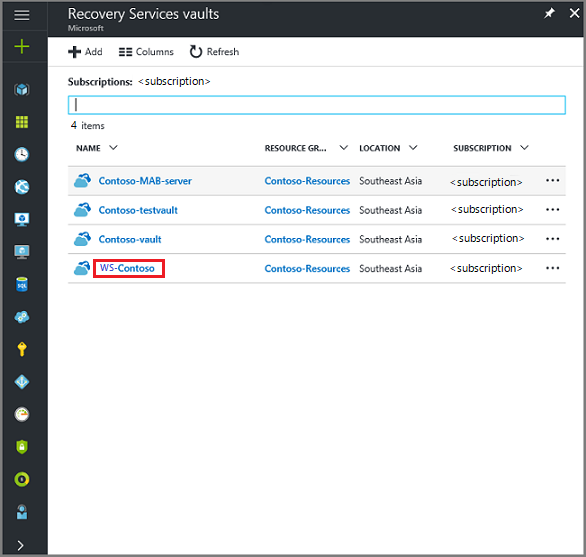 Recovery Services vaults
Microsoft
Add Columns Refresh
Subscriptions: <subscription>
4 items
NAME RESOURCE GR... LOCATION SUBSCRIPTION
Contoso-MAB-server Contoso-Resources Southeast Asia <subscription> ...
Contoso-testvault Contoso-Resources Southeast Asia <subscription> ...
Contoso-vault Contoso-Resources Southeast Asia <subscription> ...
WS-Contoso Contoso-Resources Southeast Asia <subscription> ...
SQL